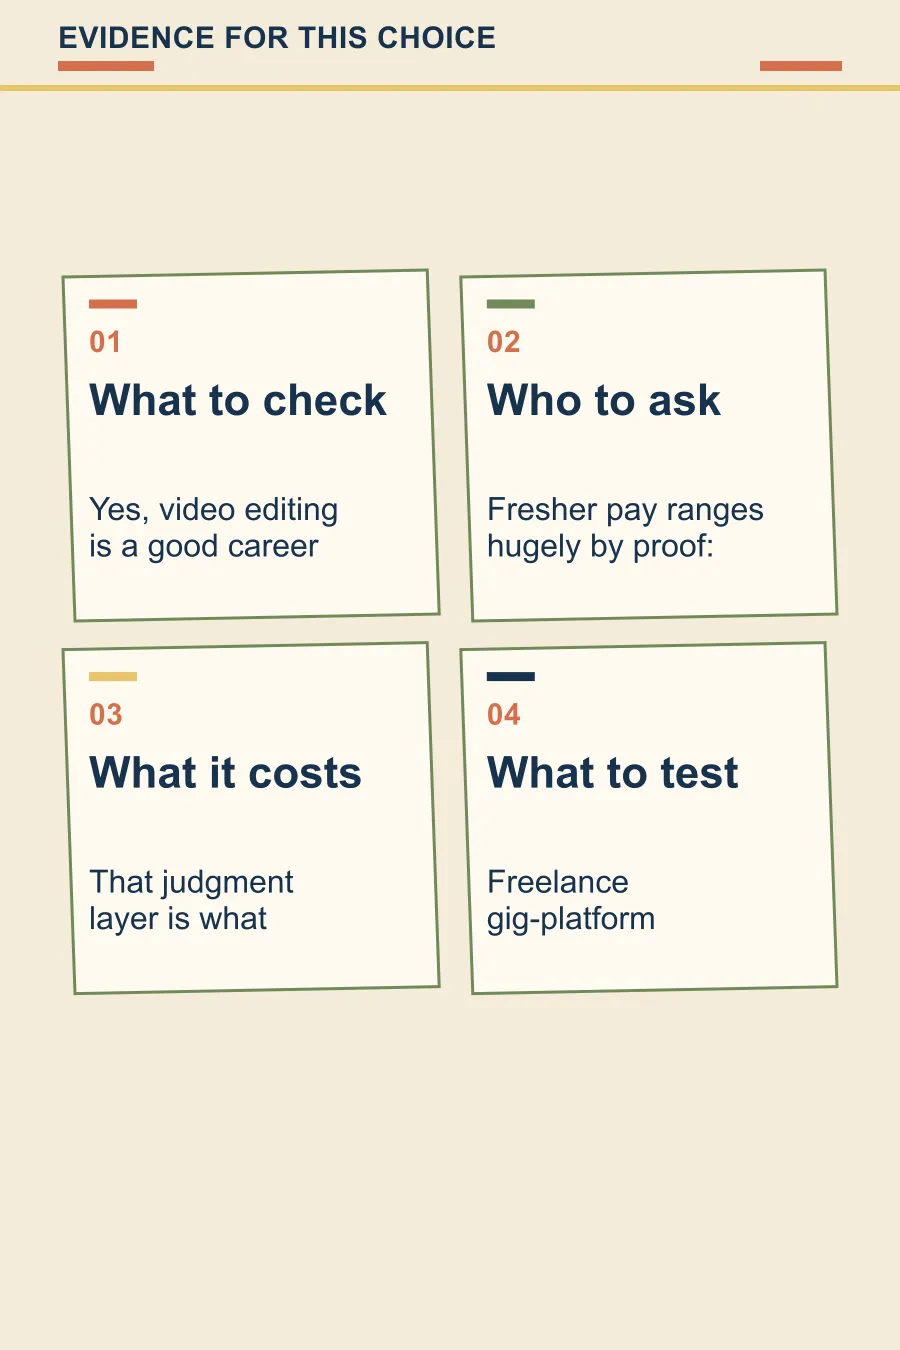 EVIDENCE FOR THIS CHOICE
01
What to check
Yes, video editing
is a good career
02
Who to ask
Fresher pay ranges
hugely by proof:
03
What it costs
That judgment
layer is what
04
What to test
Freelance
gig-platform